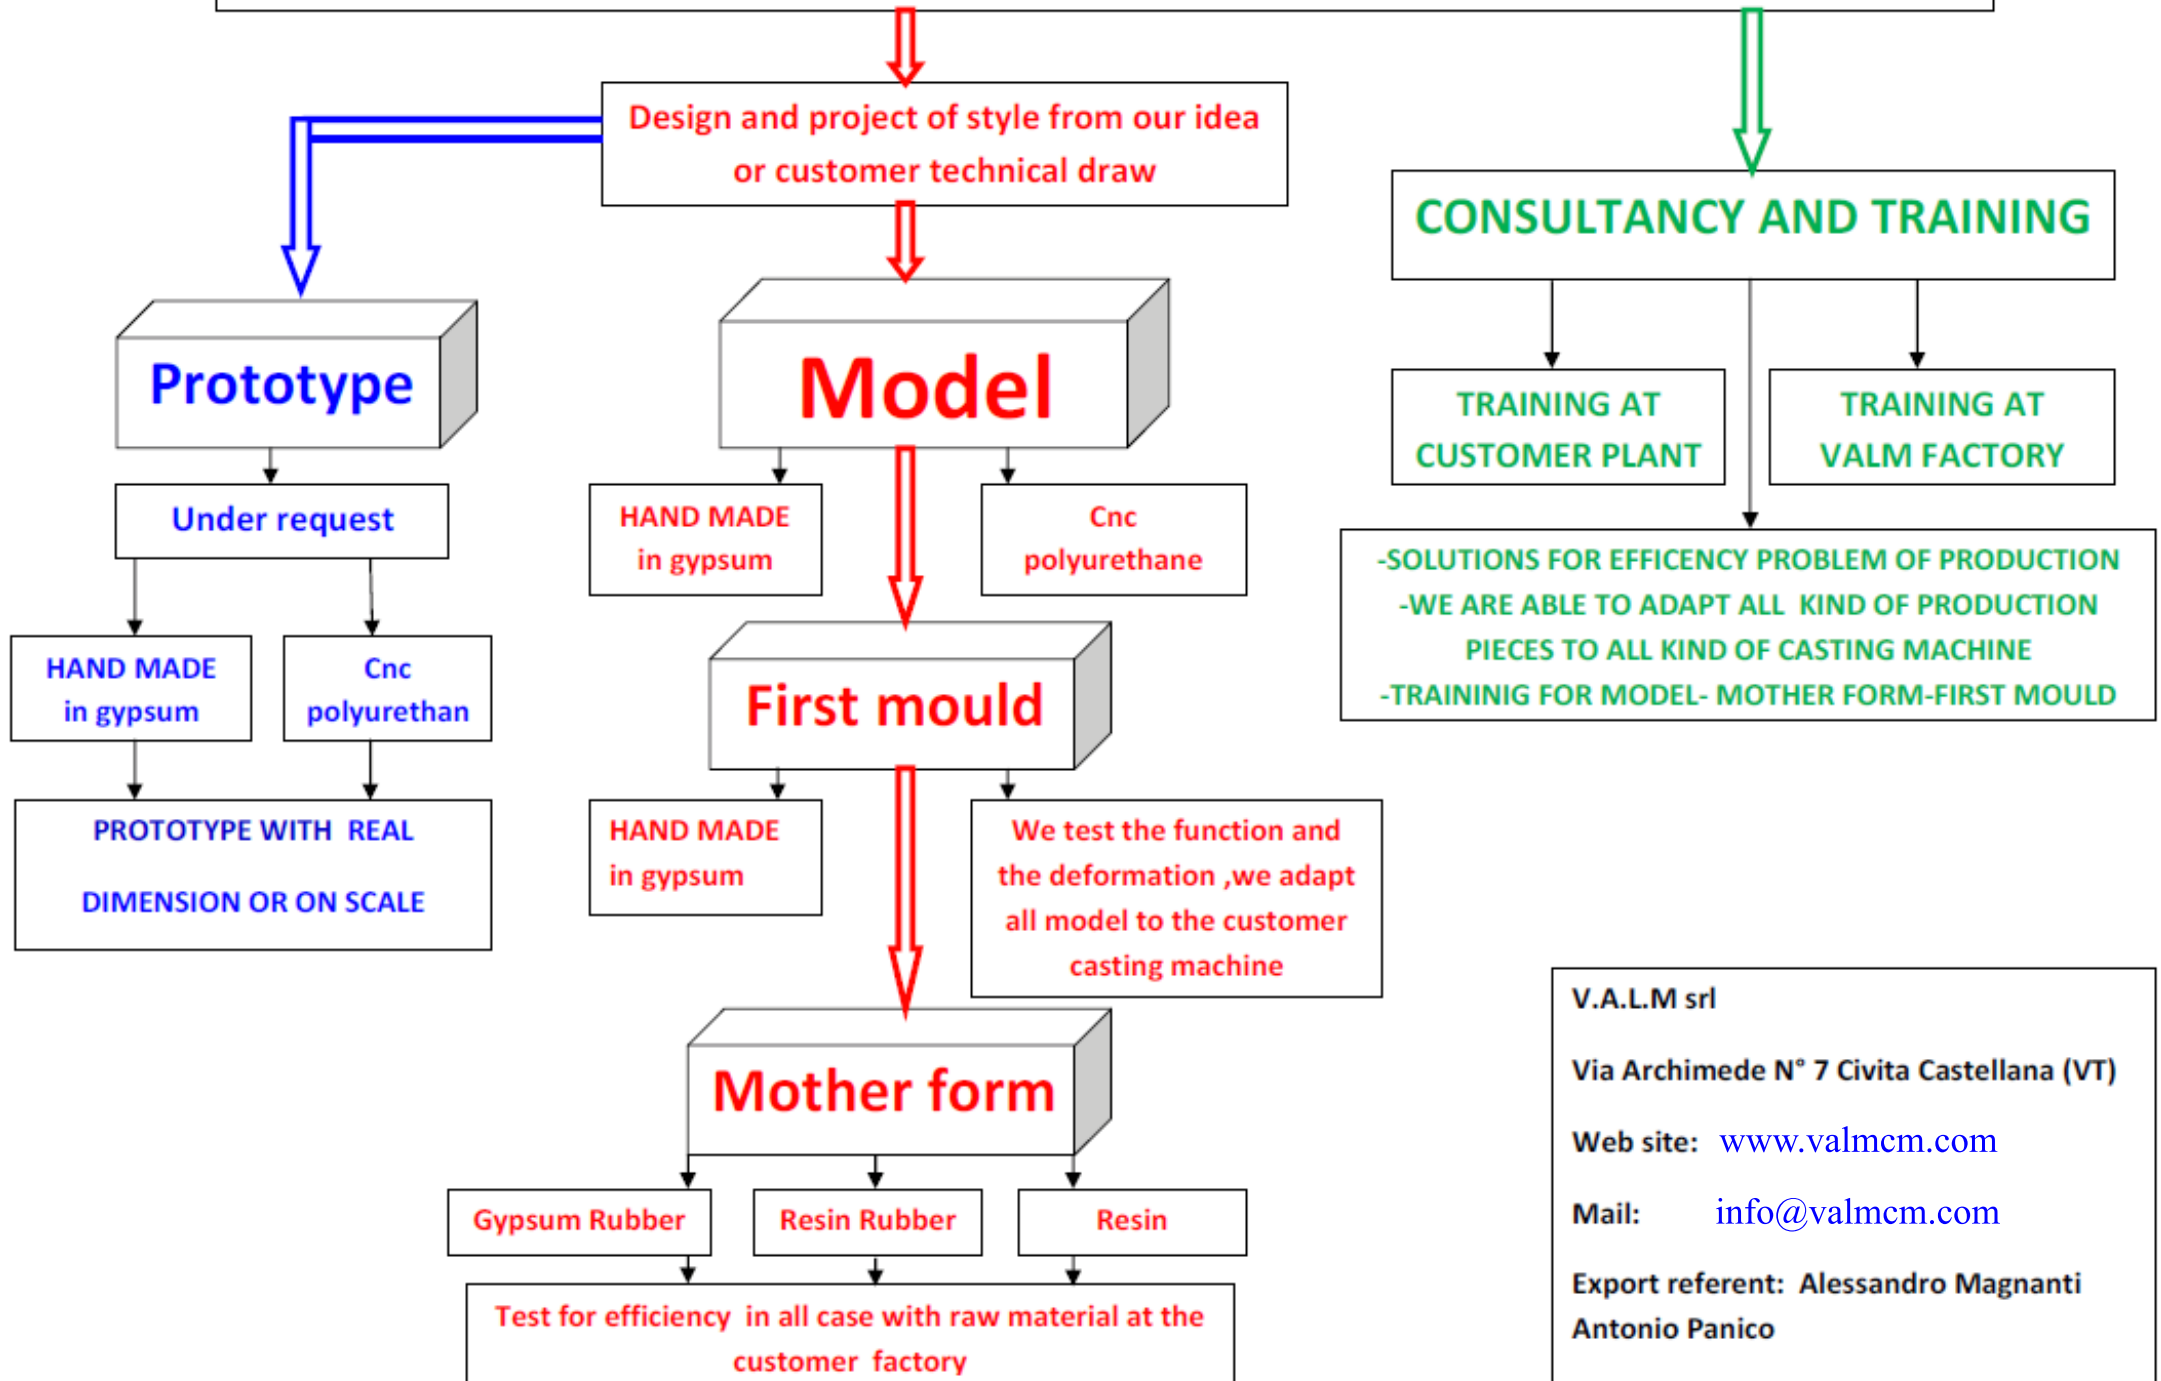 Design and project of style from our idea
or customer technical draw
CONSULTANCY AND TRAINING
Prototype
Model
TRAINING AT
CUSTOMER PLANT
TRAINING AT
VALM FACTORY
Under request
HAND MADE
in gypsum
Cnc
polyurethane
-SOLUTIONS FOR EFFICENCY PROBLEM OF PRODUCTION
-WE ARE ABLE TO ADAPT ALL KIND OF PRODUCTION
PIECES TO ALL KIND OF CASTING MACHINE
-TRAININIG FOR MODEL- MOTHER FORM-FIRST MOULD
HAND MADE
in gypsum
Cnc
polyurethan
First mould
PROTOTYPE WITH REAL
DIMENSION OR ON SCALE
HAND MADE
in gypsum
We test the function and
the deformation ,we adapt
all model to the customer
casting machine
Mother form
Gypsum Rubber
Resin Rubber
Resin
Test for efficiency in all case with raw material at the
customer factory
V.A.L.M srl
Via Archimede N° 7 Civita Castellana (VT)
Web site: www.valmcm.com
Mail: info@valmcm.com
Export referent: Alessandro Magnanti
Antonio Panico